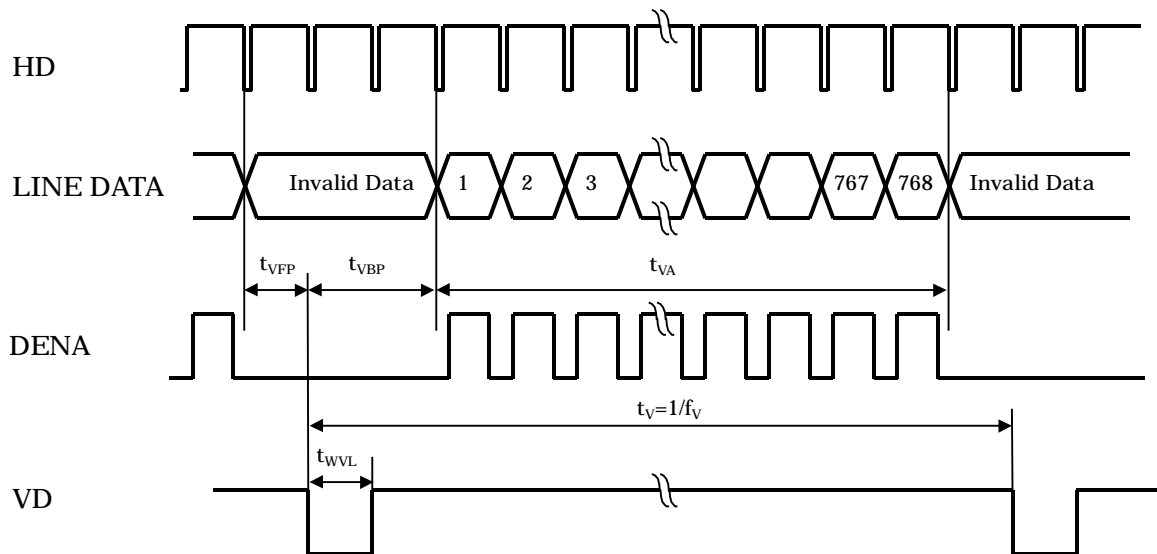 HD
LINE DATA
Invalid Data
1
2
3
767
768
Invalid Data
tVFP
tVBP
tVA
DENA
tV=1/fV
tWVL
VD